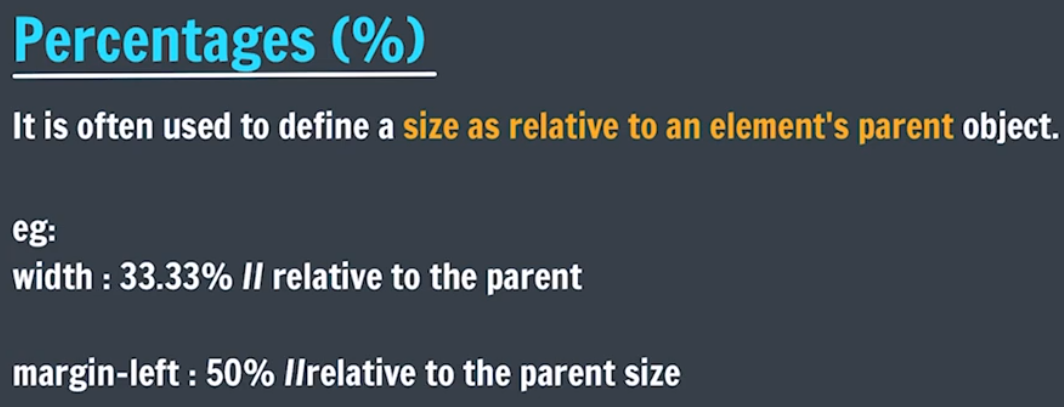 Percentages (%)
It is often used to define a size as relative to an element's parent object.
eg:
width : 33.33% // relative to the parent
margin-left : 50% //relative to the parent size